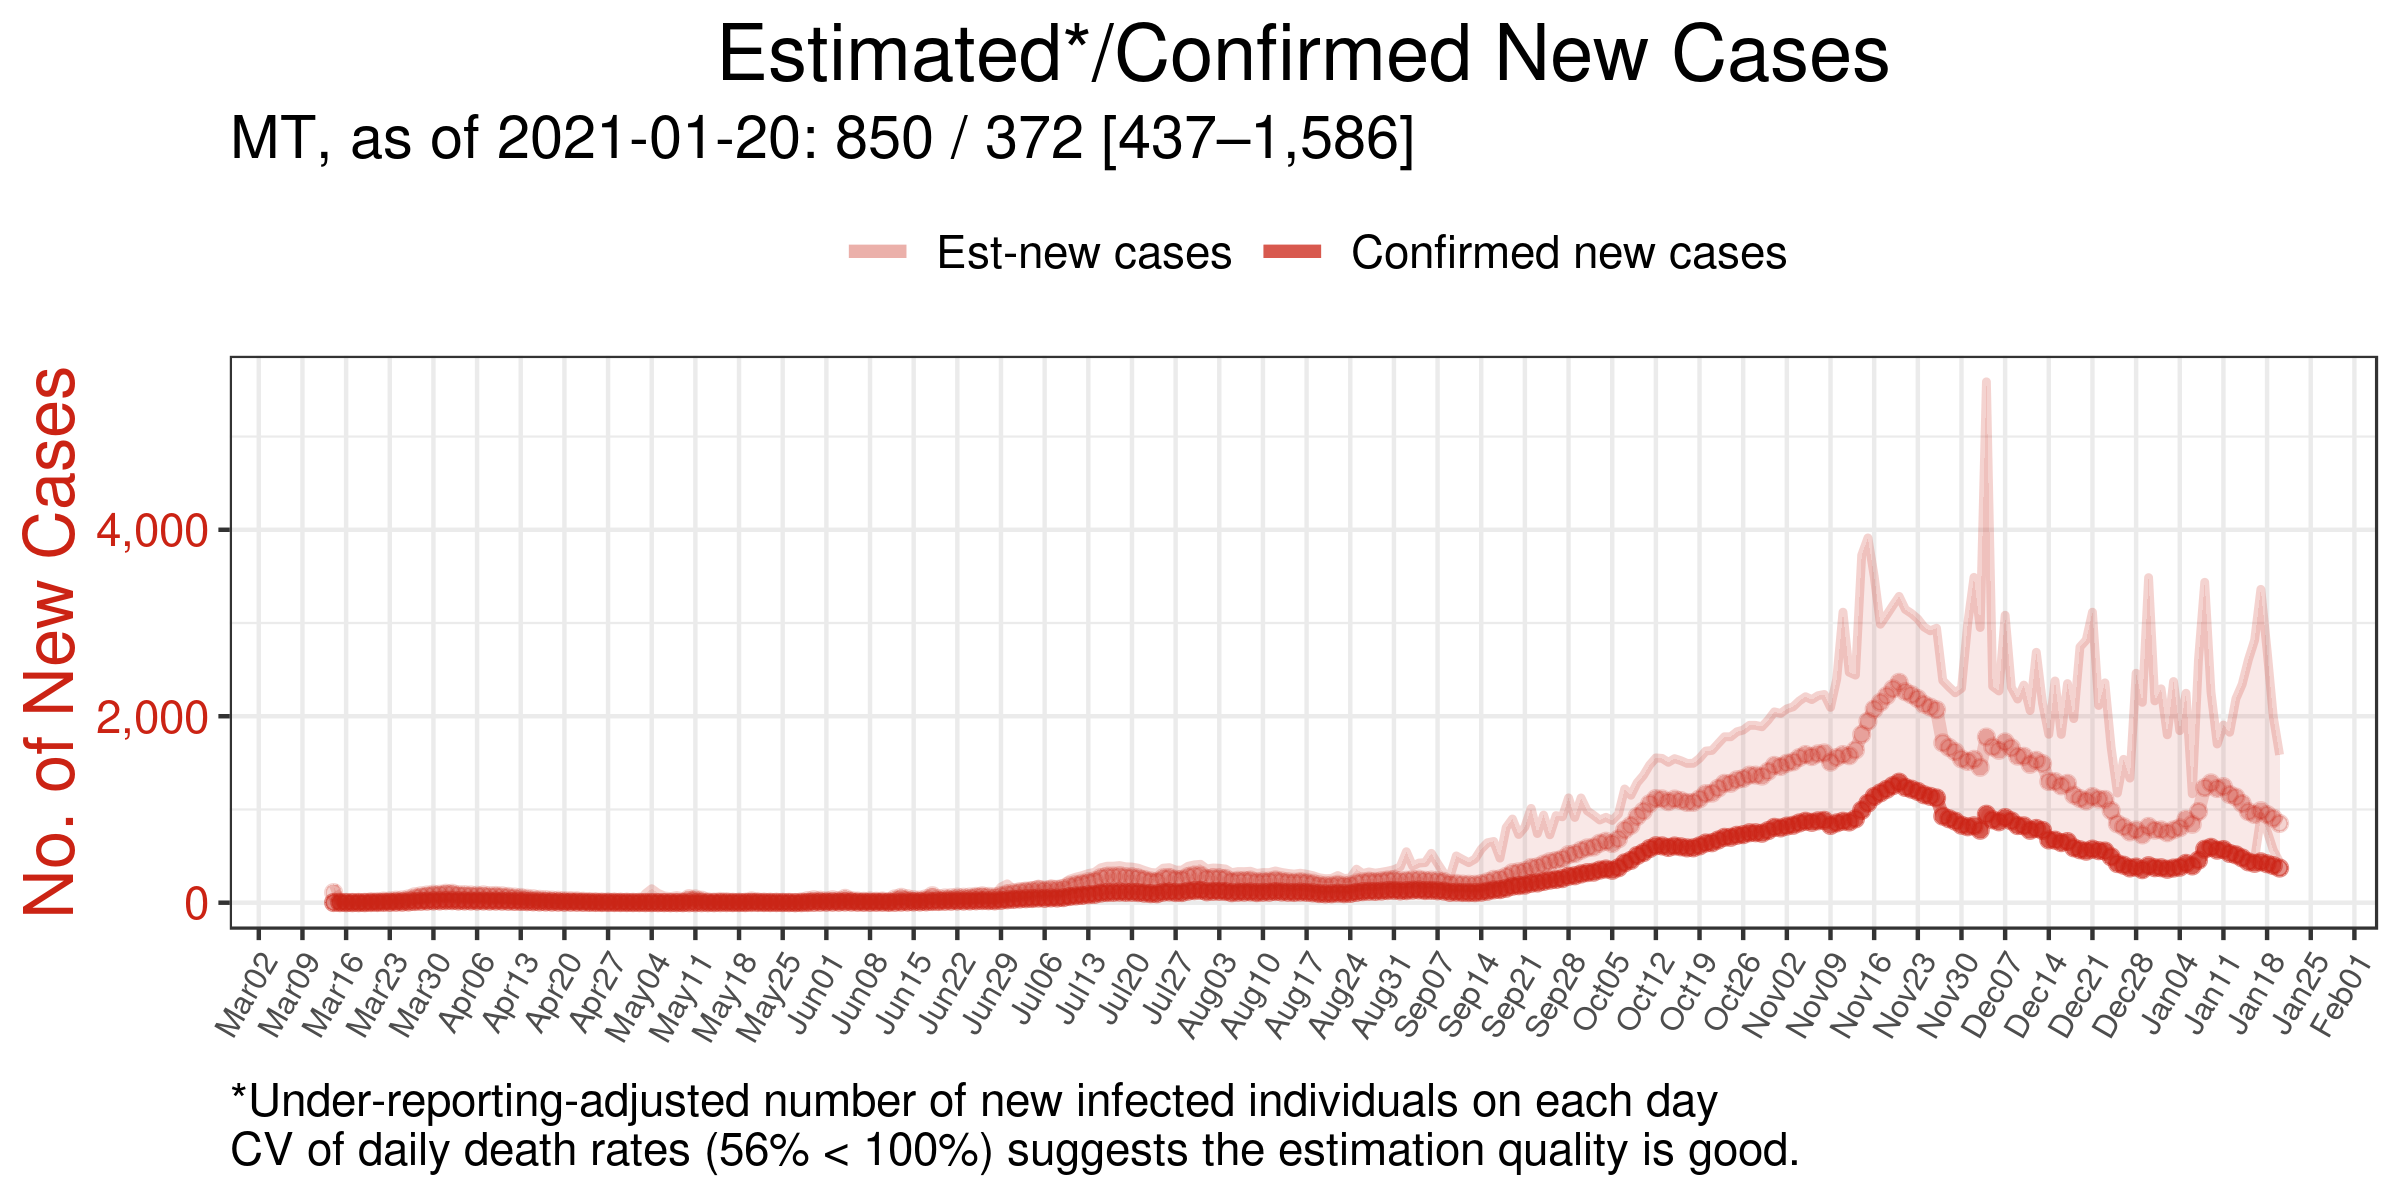 Estimated*/Confirmed New Cases
MT, as of 2021-01-20: 850 / 372 [437–1,586]
Est-new cases
Confirmed new cases
No. of New Cases
4,000
2,000
0
Mar02
Mar09
Mar16
Mar23
Mar30
Apr06
Apr13
Apr20
Apr27
May04
May11
May18
May25
Jun01
Jun08
Jun15
Jun22
Jun29
Jul06
Jul13
Jul20
Jul27
Aug03
Aug10
Aug17
Aug24
Aug31
Sep07
Sep14
Sep21
Sep28
Oct05
Oct12
Oct19
Oct26
Nov02
Nov09
Nov16
Nov23
Nov30
Dec07
Dec14
Dec21
Dec28
Jan04
Jan11
Jan18
Jan25
Feb01
*Under-reporting-adjusted number of new infected individuals on each day
CV of daily death rates (56% < 100%) suggests the estimation quality is good.